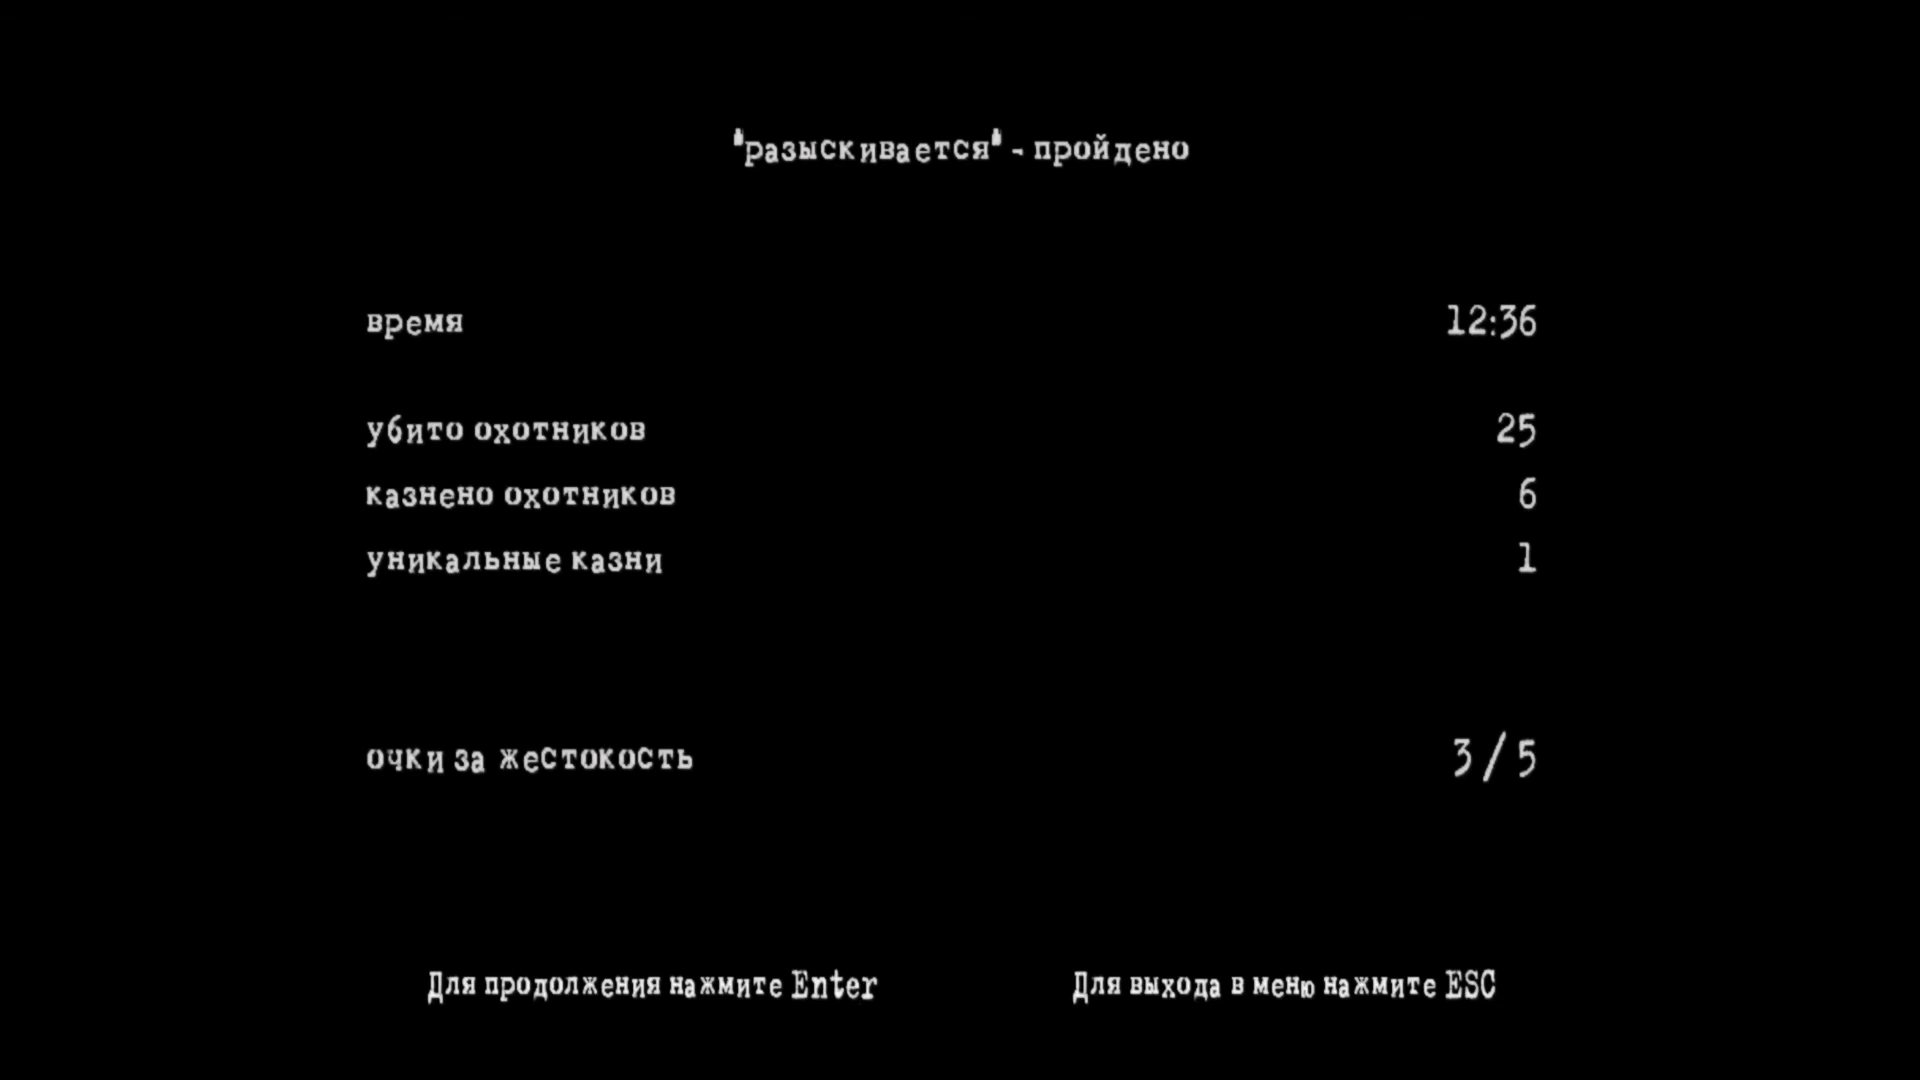 "разыскивается" - пройдено
время 12:36
убито охотников 25
казнено охотников 6
уникальные казни 1
очки за жестокость 3 / 5
Для продолжения нажмите Enter Для выхода в меню нажмите ESC